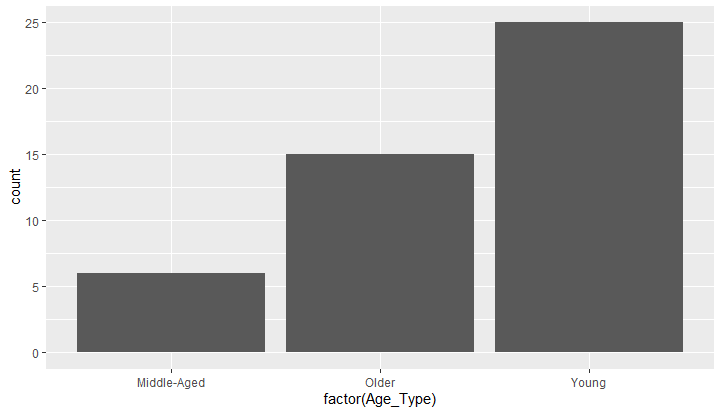 25
20
15
10
5
0
count
Middle-Aged
Older
Young
factor(Age_Type)